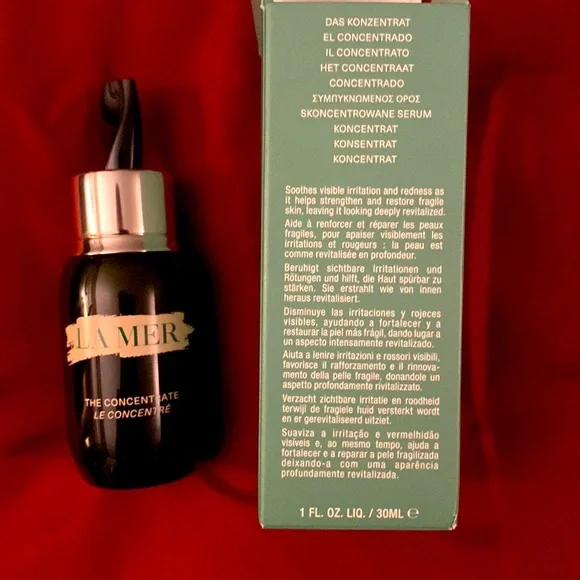 LA MER
THE CONCENTRATE
LE CONCENTRÉ
DAS KONZENTRAT
EL CONCENTRADO
IL CONCENTRATO
HET CONCENTRAAT
CONCENTRADO
ΣΥΜΠΥΚΝΩΜΕΝΟΣ ΟΡΟΣ
SKONCENTROWANE SERUM
KONCENTRAT
KONSENTRAT
KONCENTRAT
Soothes visible irritation and redness as
it helps strengthen and restore fragile
skin, leaving it looking deeply revitalized.
Aide à renforcer et réparer les peaux
fragiles, pour apaiser visiblement les
irritations et rougeurs : la peau est
comme revitalisée en profondeur.
Beruhigt sichtbare Irritationen und
Rötungen und hilft, die Haut spürbar zu
stärken. Sie erstrahlt wie von innen
heraus revitalisiert.
Disminuye las irritaciones y rojeces
visibles, ayudando a fortalecer y a
restaurar la piel más frágil, dando lugar a
un aspecto intensamente revitalizado.
Aiuta a lenire irritazioni e rossori visibili,
favorisce il rafforzamento e il rinnova-
mento della pelle fragile, donandole un
aspetto profondamente rivitalizzato.
Verzacht zichtbare irritatie en roodheid
terwijl de fragiele huid versterkt wordt
en er gerevitaliseerd uitziet.
Suaviza a irritação e vermelhidão
visíveis e, ao mesmo tempo, ajuda a
fortalecer e a reparar a pele fragilizada
deixando-a com uma aparência
profundamente revitalizada.
1 FL. OZ. LIQ. / 30ML ℮